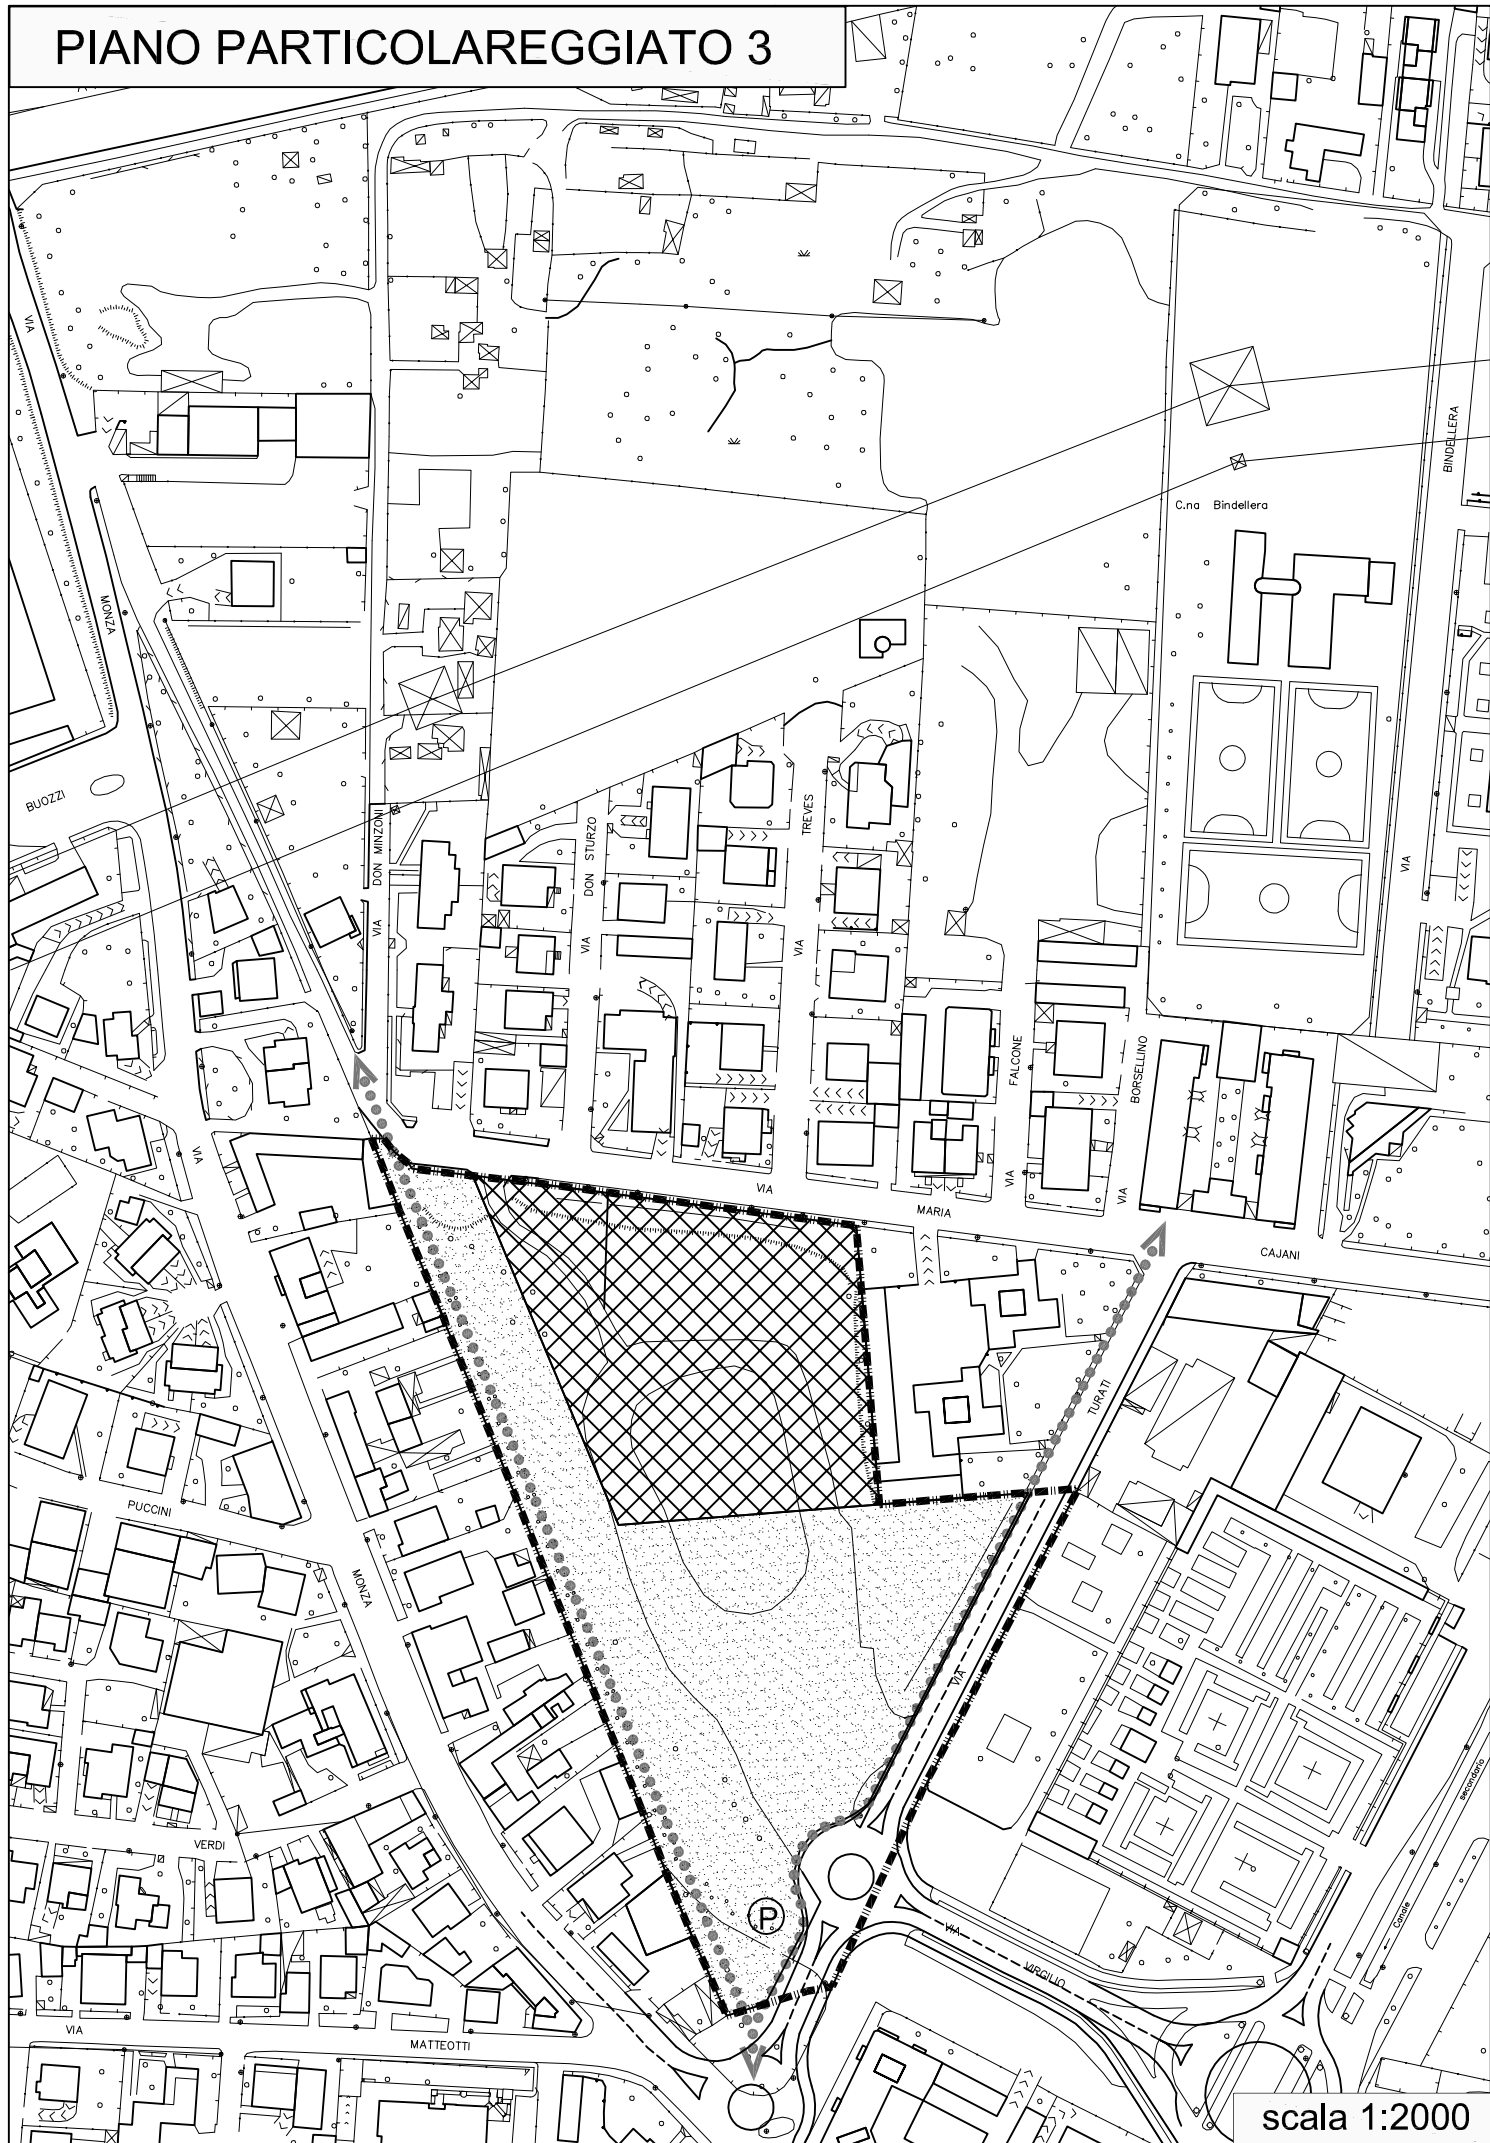 PIANO PARTICOLAREGGIATO 3
VIA
BINDELLERA
C.na Bindellera
MONZA
BUOZZI
DON MINZONI
VIA
DON STURZO
VIA
TREVES
VIA
VIA
FALCONE
VIA
BORSELLINO
VIA
VIA
VIA
MARIA
CAJANI
TURATI
VIA
PUCCINI
MONZA
VERDI
P
VIA
VIRGILIO
Canale
secondario
VIA
MATTEOTTI
scala 1:2000